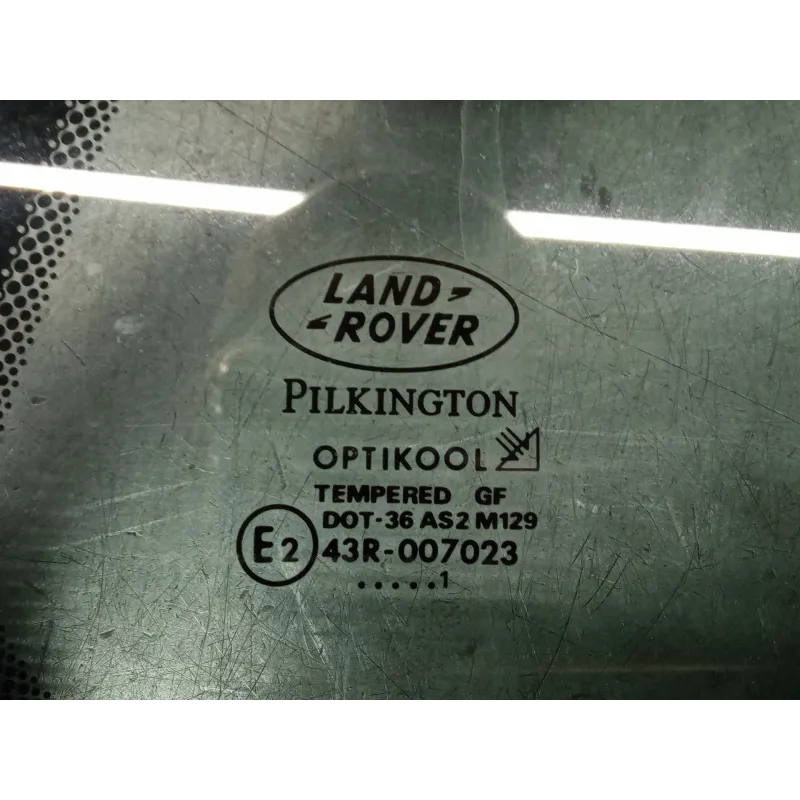 LAND
ROVER
PILKINGTON
OPTIKOOL
TEMPERED GF
DOT-36 AS2 M129
E2 43R-007023
.....1